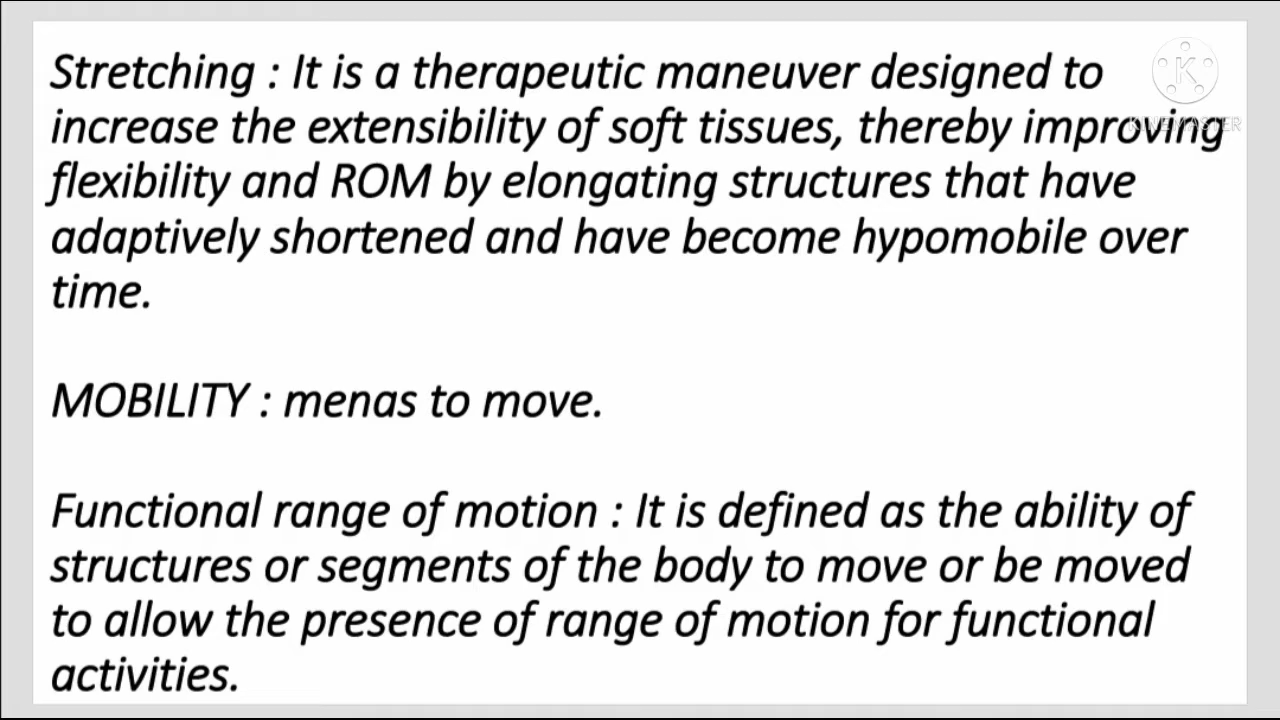 Stretching : It is a therapeutic maneuver designed to
increase the extensibility of soft tissues, thereby improving
flexibility and ROM by elongating structures that have
adaptively shortened and have become hypomobile over
time.
MOBILITY : menas to move.
Functional range of motion : It is defined as the ability of
structures or segments of the body to move or be moved
to allow the presence of range of motion for functional
activities.
K
KINEMASTER